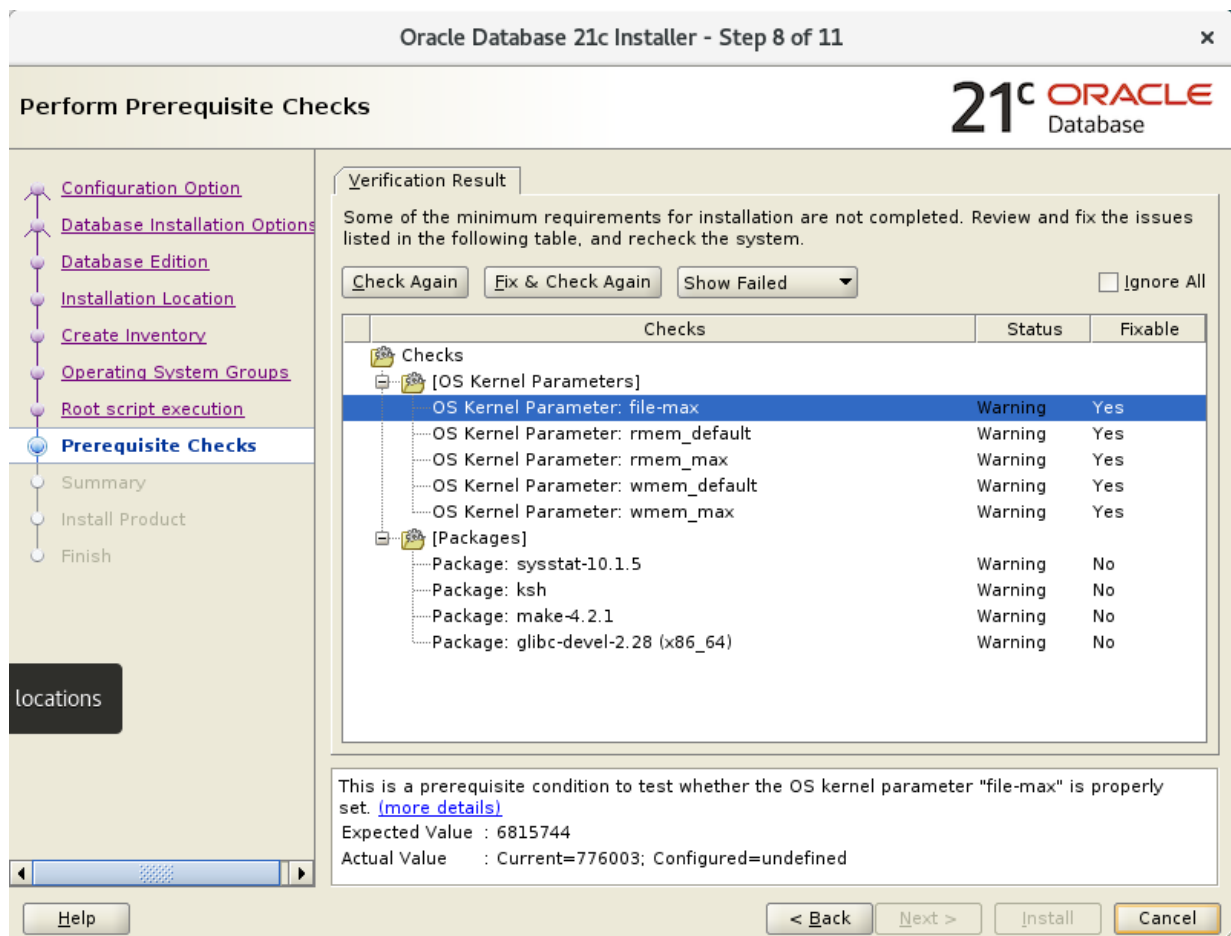 Oracle Database 21c Installer - Step 8 of 11
×
Perform Prerequisite Checks
21c ORACLE
Database
Configuration Option
Database Installation Options
Database Edition
Installation Location
Create Inventory
Operating System Groups
Root script execution
Prerequisite Checks
Summary
Install Product
Finish
locations
Verification Result
Some of the minimum requirements for installation are not completed. Review and fix the issues
listed in the following table, and recheck the system.
Check Again Fix & Check Again Show Failed Ignore All
Checks Status Fixable
Checks
[OS Kernel Parameters]
OS Kernel Parameter: file-max Warning Yes
OS Kernel Parameter: rmem_default Warning Yes
OS Kernel Parameter: rmem_max Warning Yes
OS Kernel Parameter: wmem_default Warning Yes
OS Kernel Parameter: wmem_max Warning Yes
[Packages]
Package: sysstat-10.1.5 Warning No
Package: ksh Warning No
Package: make-4.2.1 Warning No
Package: glibc-devel-2.28 (x86_64) Warning No
This is a prerequisite condition to test whether the OS kernel parameter "file-max" is properly
set. (more details)
Expected Value : 6815744
Actual Value : Current=776003; Configured=undefined
Help < Back Next > Install Cancel